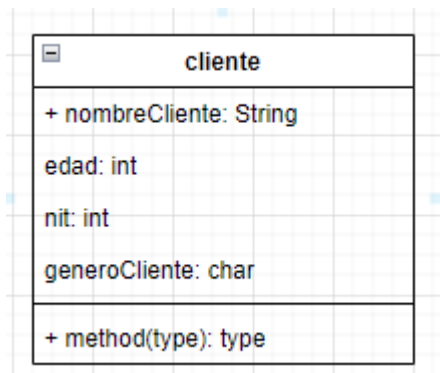 cliente
+ nombreCliente: String
edad: int
nit: int
generoCliente: char
+ method(type): type